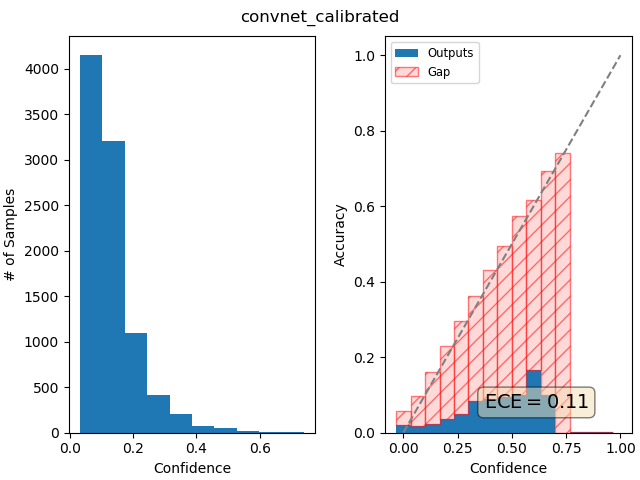 convnet_calibrated
# of Samples
4000
3500
3000
2500
2000
1500
1000
500
0
0.0 0.2 0.4 0.6
Confidence
Accuracy
1.0
0.8
0.6
0.4
0.2
0.0
Outputs
Gap
ECE = 0.11
0.00 0.25 0.50 0.75 1.00
Confidence